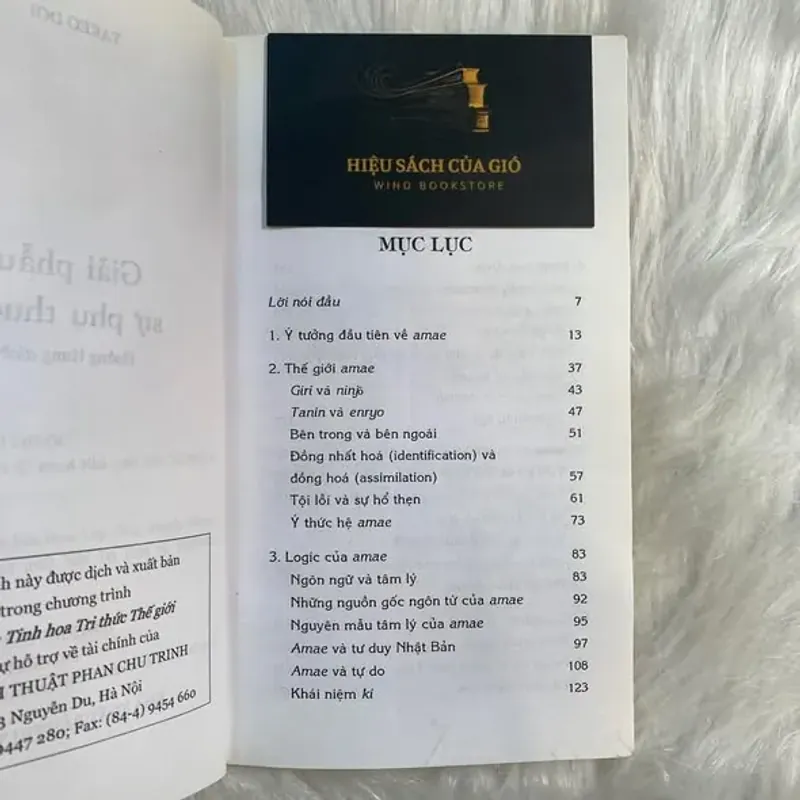 HIỆU SÁCH CỦA GIÓ
WIND BOOKSTORE
MỤC LỤC
Lời nói đầu 7
1. Ý tưởng đầu tiên về amae 13
2. Thế giới amae 37
Giri và ninjō 43
Tanin và enryo 47
Bên trong và bên ngoài 51
Đồng nhất hoá (identification) và
đồng hoá (assimilation) 57
Tội lỗi và sự hổ thẹn 61
Ý thức hệ amae 73
3. Logic của amae 83
Ngôn ngữ và tâm lý 83
Những nguồn gốc ngôn từ của amae 92
Nguyên mẫu tâm lý của amae 95
Amae và tư duy Nhật Bản 97
Amae và tự do 108
Khái niệm ki 123
h này được dịch và xuất bản
trong chương trình
Tinh hoa Tri thức Thế giới
ự hỗ trợ về tài chính của
THUẬT PHAN CHU TRINH
3 Nguyễn Du, Hà Nội
9447 280; Fax: (84-4) 9454 660
TAKEO DOI
Giải phẫu
sự phụ thu